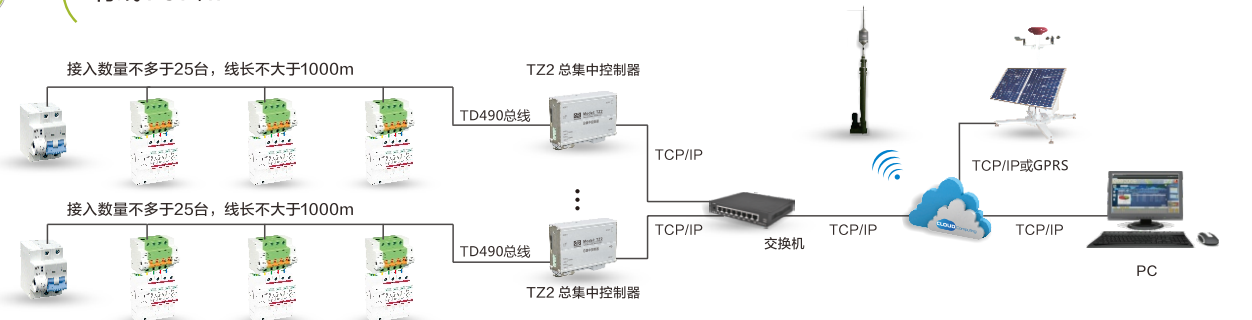 接入数量不多于25台，线长不大于1000m
TZ2 总集中控制器
TD490总线
TCP/IP
TCP/IP或GPRS
接入数量不多于25台，线长不大于1000m
TD490总线
TCP/IP
交换机
TCP/IP
CLOUD
TCP/IP
PC
TZ2 总集中控制器